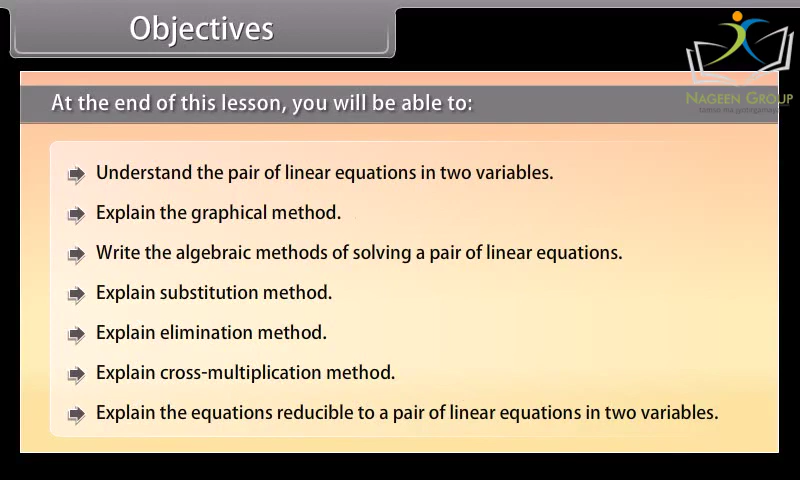 Objectives
NAGEEN GROUP
At the end of this lesson, you will be able to:
Understand the pair of linear equations in two variables.
Explain the graphical method.
Write the algebraic methods of solving a pair of linear equations.
Explain substitution method.
Explain elimination method.
Explain cross-multiplication method.
Explain the equations reducible to a pair of linear equations in two variables.